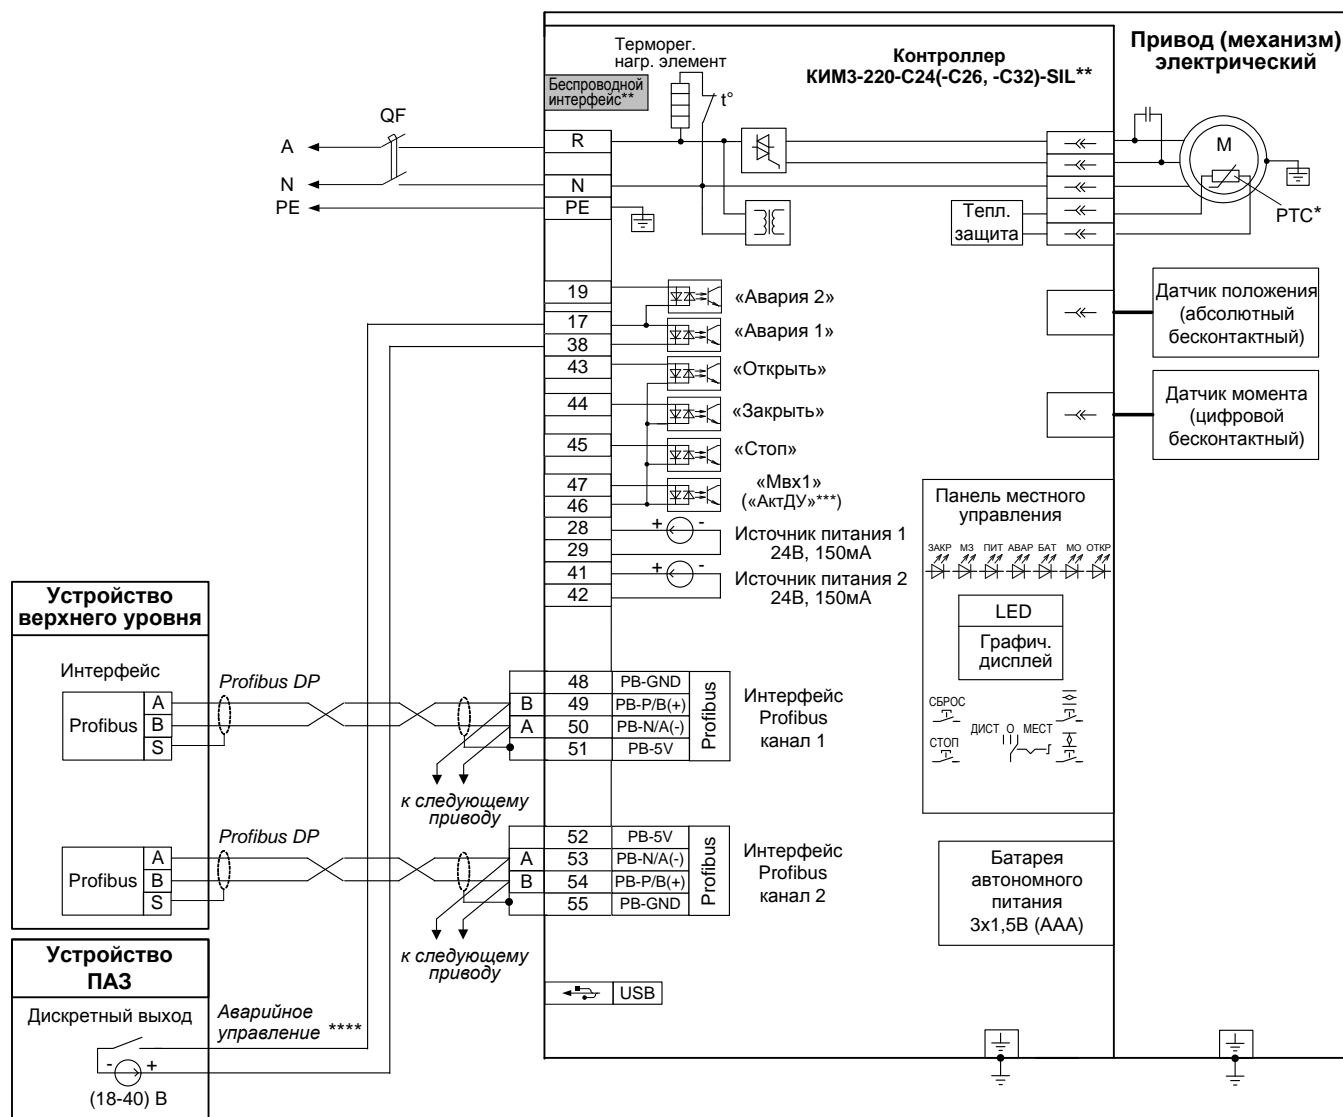 Привод (механизм)
электрический
Контроллер
КИМ3-220-С24(-С26, -С32)-SIL**
Терморег.
нагр. элемент
t°
Беспроводной
интерфейс**
QF
A
N
PE
R
N
PE
M
PTC*
Тепл.
защита
19
«Авария 2»
17
«Авария 1»
38
43
«Открыть»
44
«Закрыть»
45
«Стоп»
47
«Мвх1»
46
(«АктДУ»***)
28
+ -
Источник питания 1
24В, 150мА
29
41
+ -
Источник питания 2
24В, 150мА
42
Датчик положения
(абсолютный
бесконтактный)
Датчик момента
(цифровой
бесконтактный)
Панель местного
управления
ЗАКР МЗ ПИТ АВАР БАТ МО ОТКР
LED
Графич.
дисплей
СБРОС
ДИСТ О МЕСТ
СТОП
Батарея
автономного
питания
3x1,5В (ААА)
Устройство
верхнего уровня
Интерфейс
Profibus
A
B
S
Profibus DP
B
A
48 PB-GND
49 PB-P/B(+)
50 PB-N/A(-)
51 PB-5V
Profibus
Интерфейс
Profibus
канал 1
к следующему
приводу
Profibus
A
B
S
Profibus DP
A
B
52 PB-5V
53 PB-N/A(-)
54 PB-P/B(+)
55 PB-GND
Profibus
Интерфейс
Profibus
канал 2
к следующему
приводу
USB
Устройство
ПАЗ
Дискретный выход
Аварийное
управление ****
- +
(18-40) В